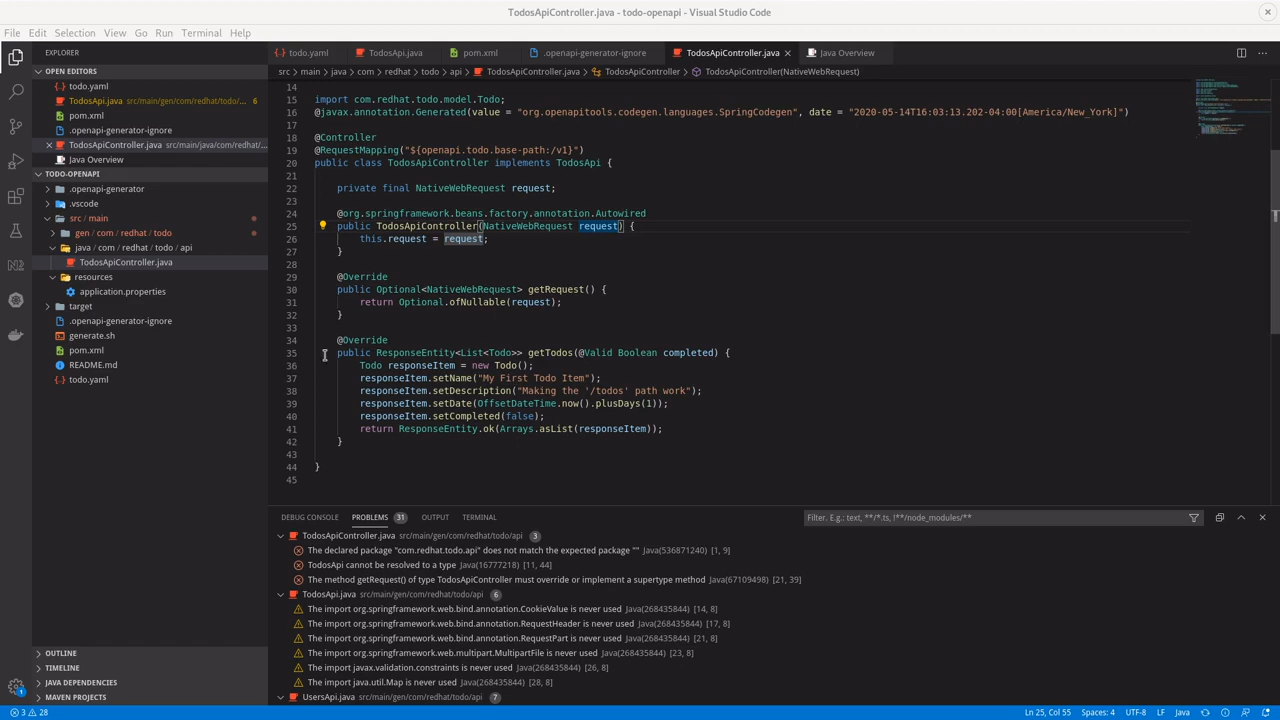 TodosApiController.java - todo-openapi - Visual Studio Code
File Edit Selection View Go Run Terminal Help
EXPLORER
OPEN EDITORS
todo.yaml
TodosApi.java src/main/gen/com/redhat/todo/... 6
pom.xml
.openapi-generator-ignore
TodosApiController.java src/main/java/com/redhat/...
Java Overview
TODO-OPENAPI
.openapi-generator
.vscode
src / main
gen / com / redhat / todo
java / com / redhat / todo / api
TodosApiController.java
resources
application.properties
target
.openapi-generator-ignore
generate.sh
pom.xml
README.md
todo.yaml
OUTLINE
TIMELINE
JAVA DEPENDENCIES
MAVEN PROJECTS
todo.yaml TodosApi.java pom.xml .openapi-generator-ignore TodosApiController.java Java Overview
src > main > java > com > redhat > todo > api > TodosApiController.java > TodosApiController > TodosApiController(NativeWebRequest)
14
15 import com.redhat.todo.model.Todo;
16 @javax.annotation.Generated(value = "org.openapitools.codegen.languages.SpringCodegen", date = "2020-05-14T16:03:13.202-04:00[America/New_York]")
17
18 @Controller
19 @RequestMapping("${openapi.todo.base-path:/v1}")
20 public class TodosApiController implements TodosApi {
21
22 private final NativeWebRequest request;
23
24 @org.springframework.beans.factory.annotation.Autowired
25 public TodosApiController(NativeWebRequest request) {
26 this.request = request;
27 }
28
29 @Override
30 public Optional<NativeWebRequest> getRequest() {
31 return Optional.ofNullable(request);
32 }
33
34 @Override
35 public ResponseEntity<List<Todo>> getTodos(@Valid Boolean completed) {
36 Todo responseItem = new Todo();
37 responseItem.setName("My First Todo Item");
38 responseItem.setDescription("Making the '/todos' path work");
39 responseItem.setDate(OffsetDateTime.now().plusDays(1));
40 responseItem.setCompleted(false);
41 return ResponseEntity.ok(Arrays.asList(responseItem));
42 }
43
44 }
45
DEBUG CONSOLE PROBLEMS 31 OUTPUT TERMINAL Filter. E.g.: text, **/*.ts, !**/node_modules/**
TodosApiController.java src/main/gen/com/redhat/todo/api 3
The declared package "com.redhat.todo.api" does not match the expected package "" Java(536871240) [1, 9]
TodosApi cannot be resolved to a type Java(16777218) [11, 44]
The method getRequest() of type TodosApiController must override or implement a supertype method Java(67109498) [21, 39]
TodosApi.java src/main/gen/com/redhat/todo/api 6
The import org.springframework.web.bind.annotation.CookieValue is never used Java(268435844) [14, 8]
The import org.springframework.web.bind.annotation.RequestHeader is never used Java(268435844) [17, 8]
The import org.springframework.web.bind.annotation.RequestPart is never used Java(268435844) [21, 8]
The import org.springframework.web.multipart.MultipartFile is never used Java(268435844) [23, 8]
The import javax.validation.constraints is never used Java(268435844) [26, 8]
The import java.util.Map is never used Java(268435844) [28, 8]
UsersApi.java src/main/gen/com/redhat/todo/api 7
3 28 Ln 25, Col 55 Spaces: 4 UTF-8 LF Java